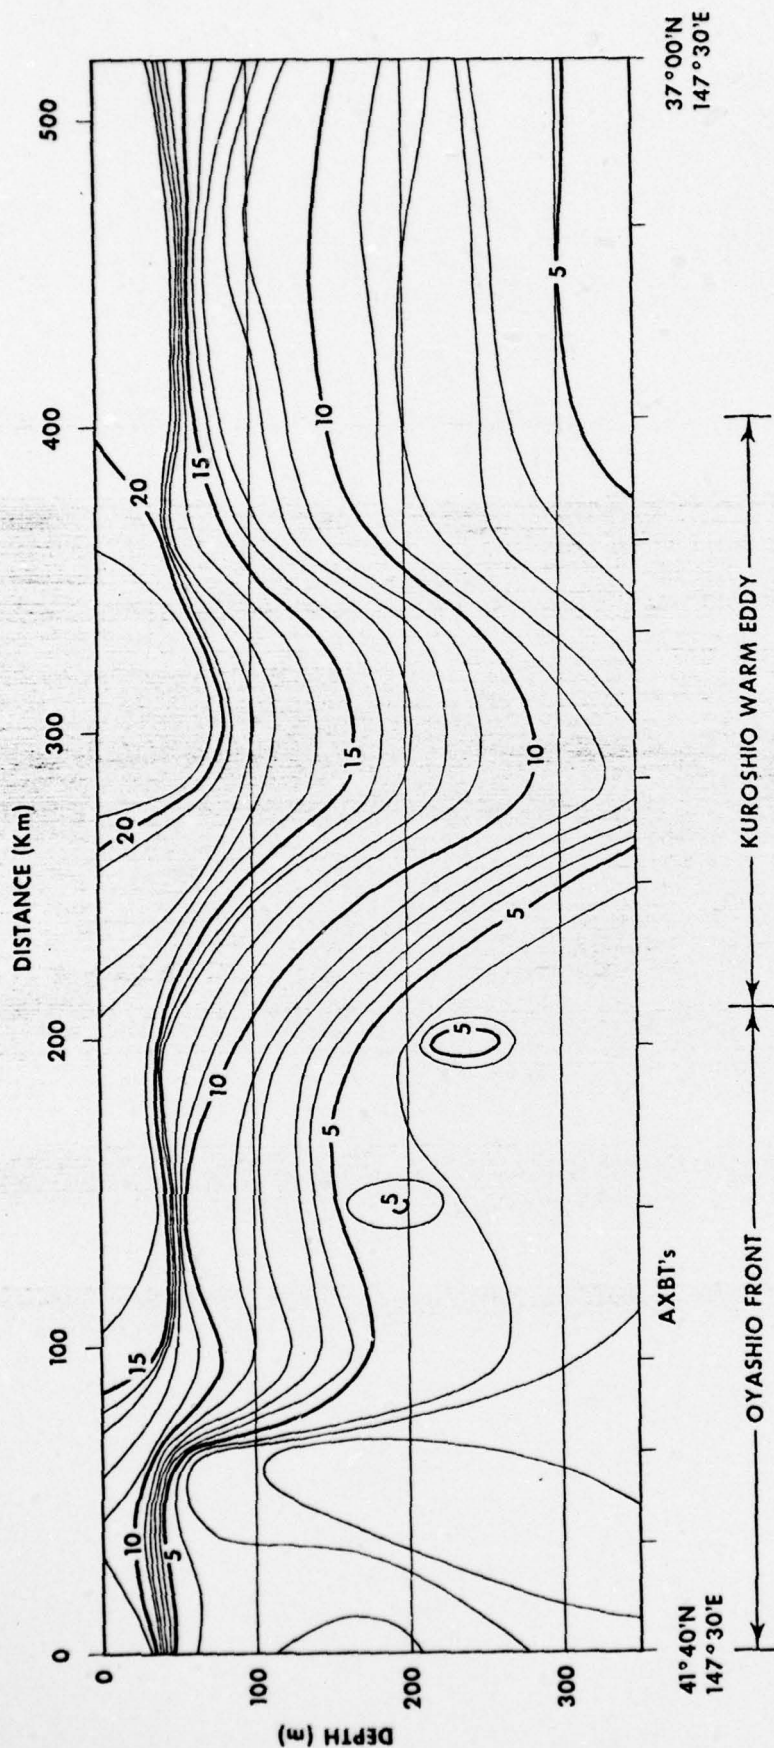 DISTANCE (Km)
0
100
200
300
400
500
DEPTH (m)
0
100
200
300
20
20
15
15
15
10
10
10
10
5
5
5
5
5
5
AXBT's
41°40'N
147°30'E
37°00'N
147°30'E
OYASHIO FRONT
KUROSHIO WARM EDDY